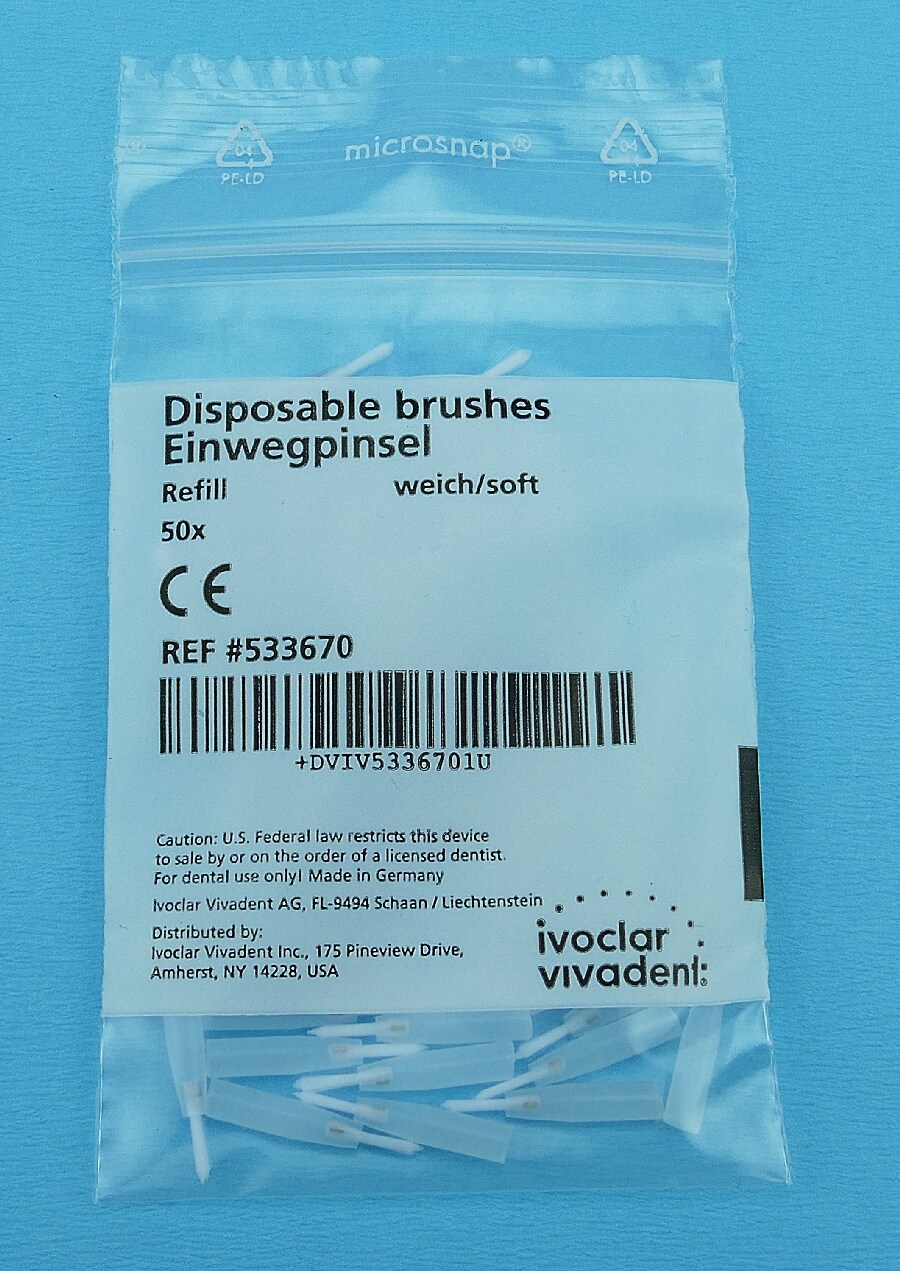 ® 04 microsnap® 04
PE-LD PE-LD
Disposable brushes
Einwegpinsel
Refill weich/soft
50x
CE
REF #533670
+DVIV5336701U
Caution: U.S. Federal law restricts this device
to sale by or on the order of a licensed dentist.
For dental use only! Made in Germany
Ivoclar Vivadent AG, FL-9494 Schaan / Liechtenstein
Distributed by:
Ivoclar Vivadent Inc., 175 Pineview Drive,
Amherst, NY 14228, USA
ivoclar
vivadent:®